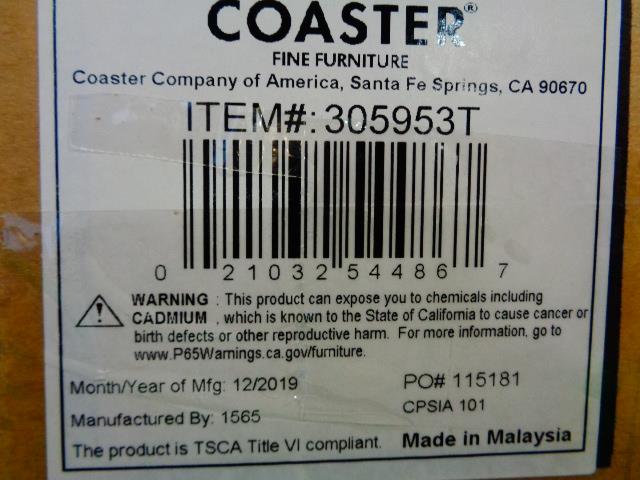 COASTER®
FINE FURNITURE
Coaster Company of America, Santa Fe Springs, CA 90670
ITEM#: 305953T
0 21032 54486 7
WARNING : This product can expose you to chemicals including
CADMIUM , which is known to the State of California to cause cancer or
birth defects or other reproductive harm. For more information, go to
www.P65Warnings.ca.gov/furniture.
Month/Year of Mfg: 12/2019 PO# 115181
Manufactured By: 1565 CPSIA 101
The product is TSCA Title VI compliant. Made in Malaysia